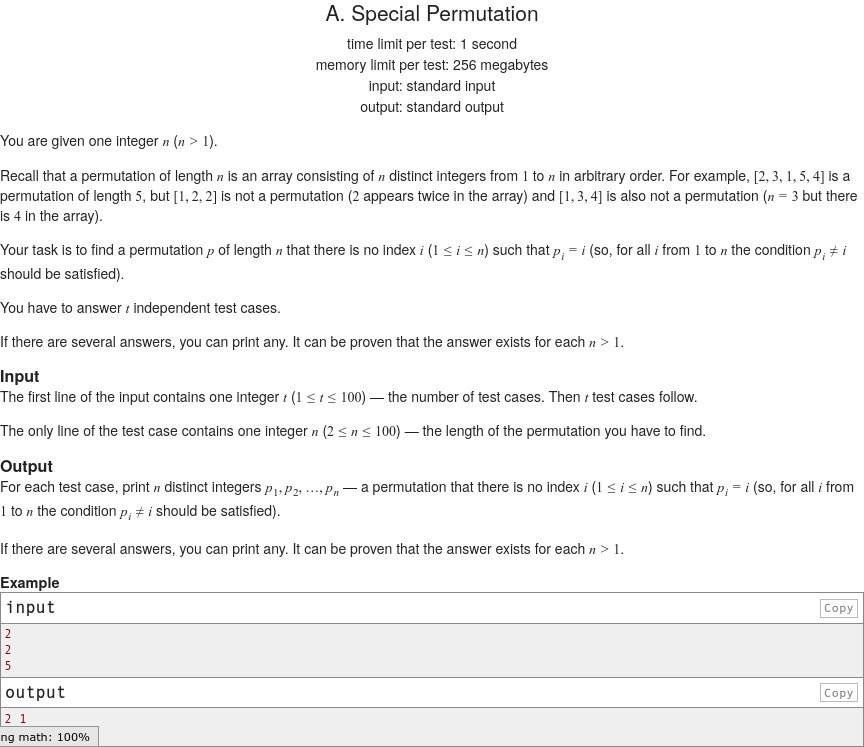 A. Special Permutation
time limit per test: 1 second
memory limit per test: 256 megabytes
input: standard input
output: standard output
You are given one integer n (n > 1).
Recall that a permutation of length n is an array consisting of n distinct integers from 1 to n in arbitrary order. For example, [2, 3, 1, 5, 4] is a
permutation of length 5, but [1, 2, 2] is not a permutation (2 appears twice in the array) and [1, 3, 4] is also not a permutation (n = 3 but there
is 4 in the array).
Your task is to find a permutation p of length n that there is no index i (1 ≤ i ≤ n) such that p_i = i (so, for all i from 1 to n the condition p_i ≠ i
should be satisfied).
You have to answer t independent test cases.
If there are several answers, you can print any. It can be proven that the answer exists for each n > 1.
Input
The first line of the input contains one integer t (1 ≤ t ≤ 100) — the number of test cases. Then t test cases follow.
The only line of the test case contains one integer n (2 ≤ n ≤ 100) — the length of the permutation you have to find.
Output
For each test case, print n distinct integers p_1, p_2, …, p_n — a permutation that there is no index i (1 ≤ i ≤ n) such that p_i = i (so, for all i from
1 to n the condition p_i ≠ i should be satisfied).
If there are several answers, you can print any. It can be proven that the answer exists for each n > 1.
Example
input Copy
2
2
5
output Copy
2 1
ng math: 100%